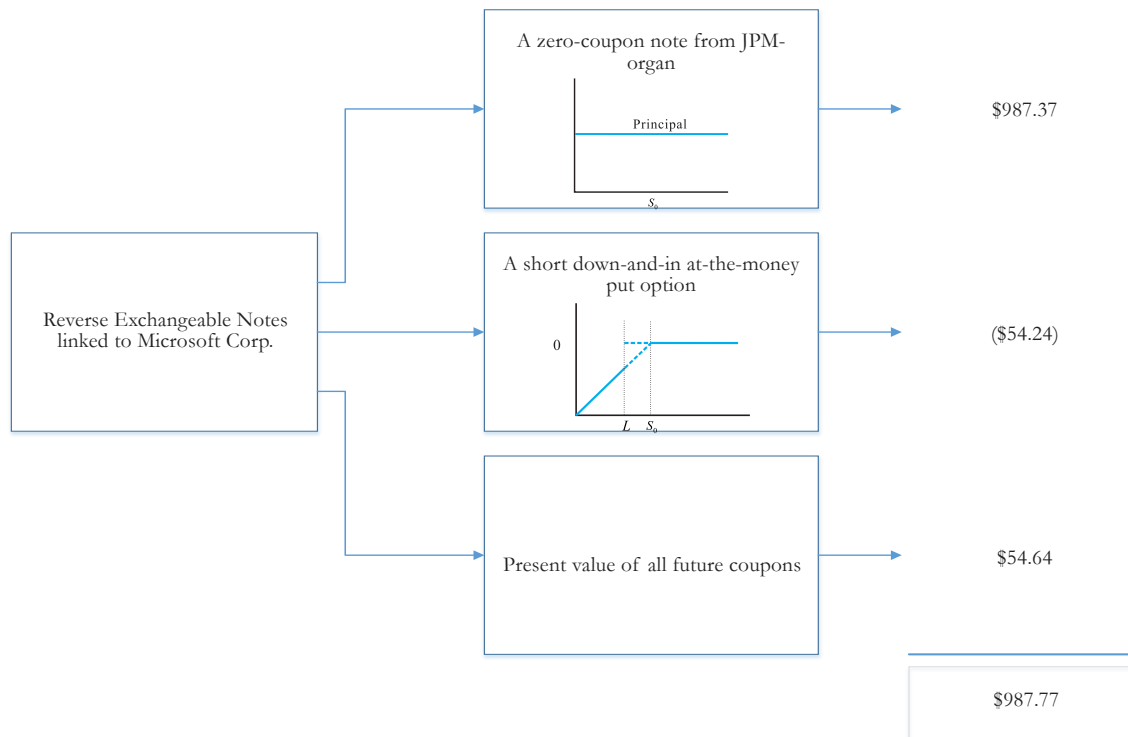 A zero-coupon note from JPM-
organ
Principal
S₀
$987.37
Reverse Exchangeable Notes
linked to Microsoft Corp.
A short down-and-in at-the-money
put option
0
L S₀
($54.24)
Present value of all future coupons
$54.64
$987.77